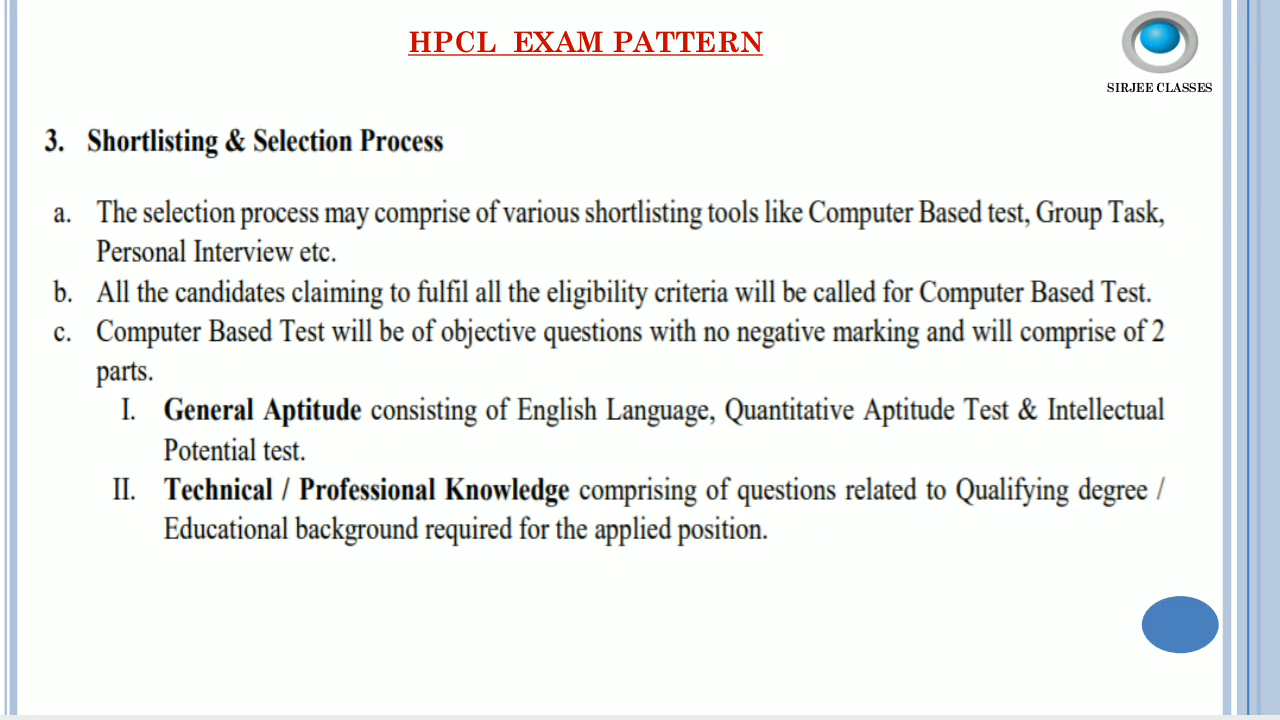 HPCL EXAM PATTERN
SIRJEE CLASSES
3. Shortlisting & Selection Process
a. The selection process may comprise of various shortlisting tools like Computer Based test, Group Task,
Personal Interview etc.
b. All the candidates claiming to fulfil all the eligibility criteria will be called for Computer Based Test.
c. Computer Based Test will be of objective questions with no negative marking and will comprise of 2
parts.
I. General Aptitude consisting of English Language, Quantitative Aptitude Test & Intellectual
Potential test.
II. Technical / Professional Knowledge comprising of questions related to Qualifying degree /
Educational background required for the applied position.